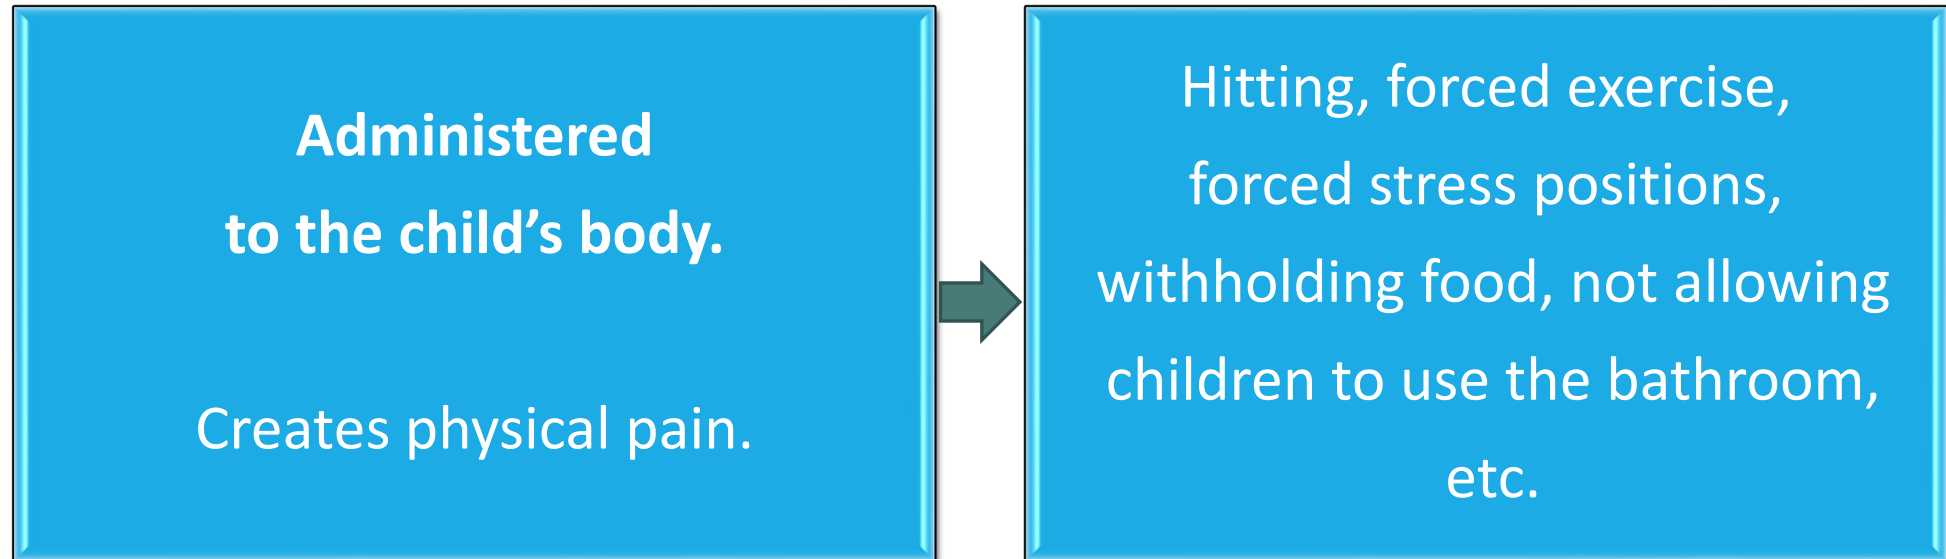 Administered
to the child’s body.
Creates physical pain.
Hitting, forced exercise,
forced stress positions,
withholding food, not allowing
children to use the bathroom,
etc.